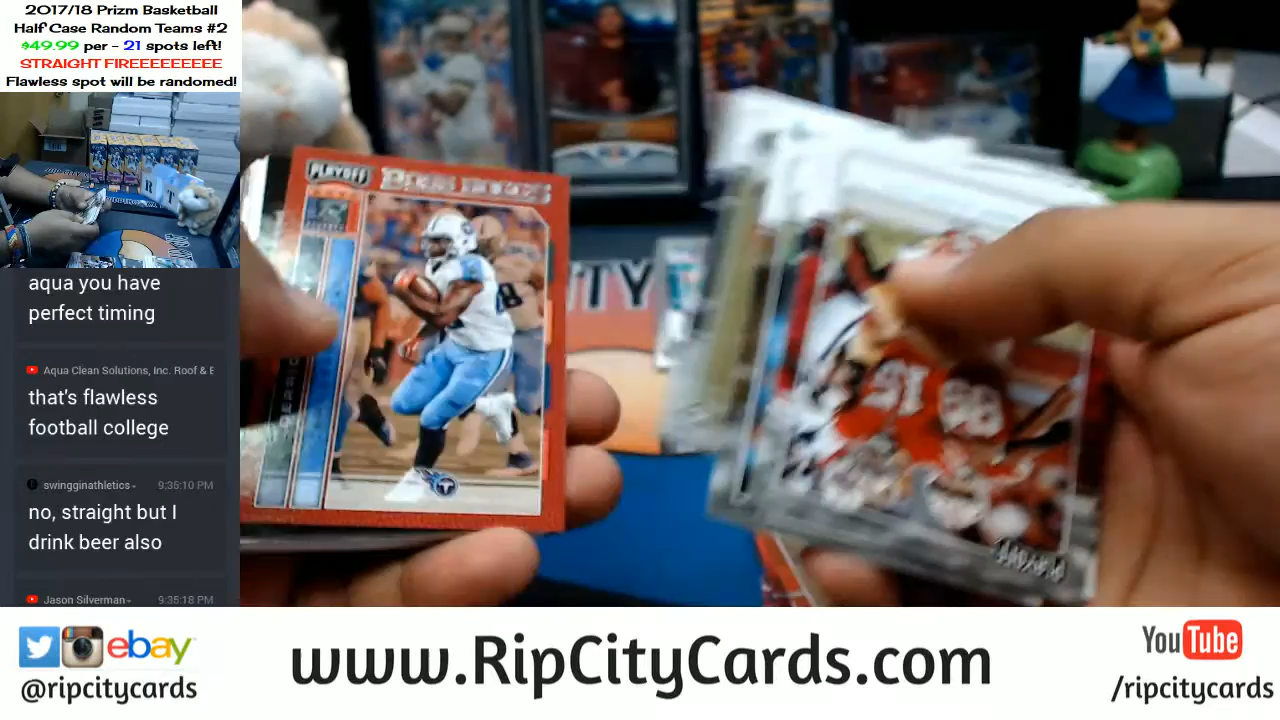 2017/18 Prizm Basketball
Half Case Random Teams #2
$49.99 per - 21 spots left!
STRAIGHT FIREEEEEEEEE
Flawless spot will be randomed!
aqua you have
perfect timing
Aqua Clean Solutions, Inc. Roof & E
that's flawless
football college
swingginathletics
9:35:10 PM
no, straight but I
drink beer also
Jason Silverman
9:35:18 PM
PLAYOFF
ITY
ebay
@ripcitycards
www.RipCityCards.com
YouTube
/ripcitycards